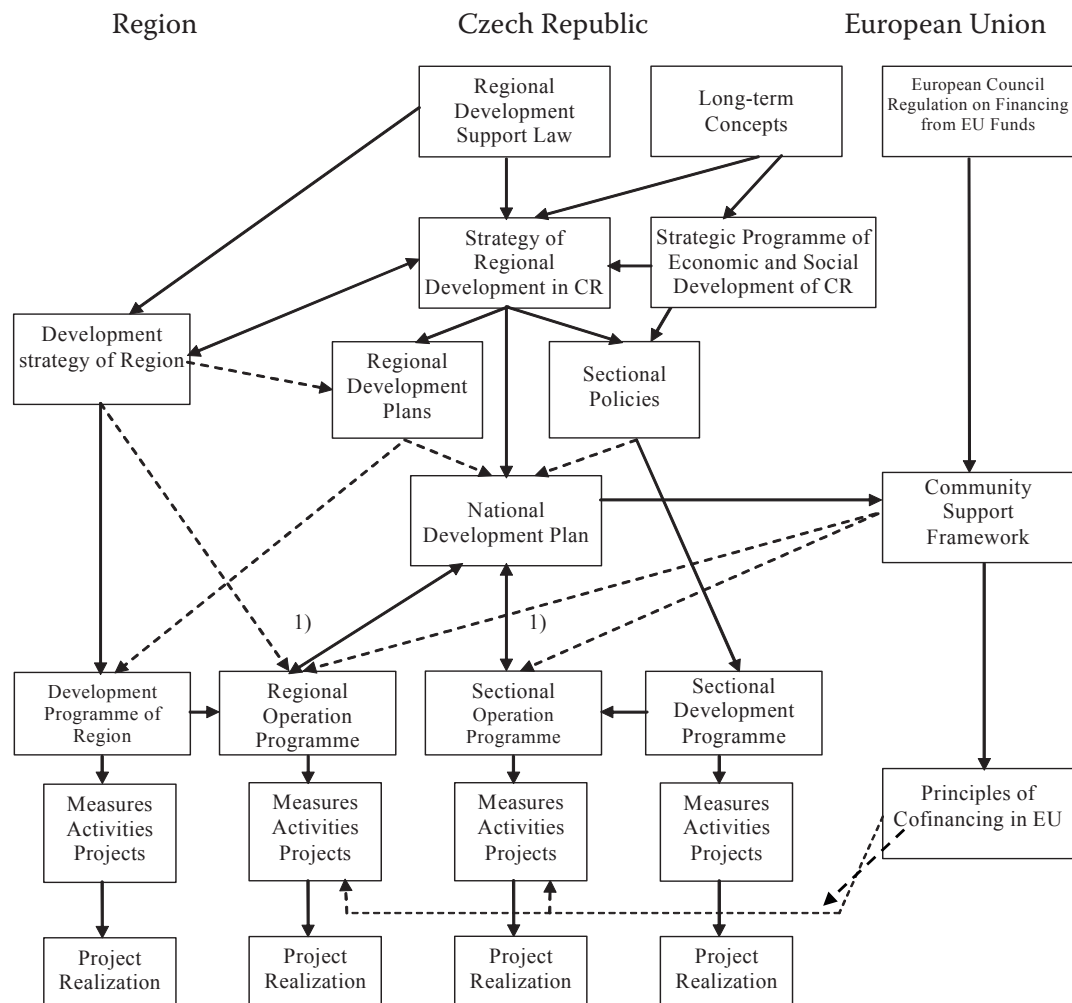 Region
Czech Republic
European Union
Regional
Development
Support Law
Long-term
Concepts
European Council
Regulation on Financing
from EU Funds
Strategy of
Regional
Development in CR
Strategic Programme of
Economic and Social
Development of CR
Development
strategy of Region
Regional
Development
Plans
Sectional
Policies
National
Development Plan
Community
Support
Framework
1)
1)
Development
Programme of
Region
Regional
Operation
Programme
Sectional
Operation
Programme
Sectional
Development
Programme
Measures
Activities
Projects
Measures
Activities
Projects
Measures
Activities
Projects
Measures
Activities
Projects
Principles of
Cofinancing in EU
Project
Realization
Project
Realization
Project
Realization
Project
Realization